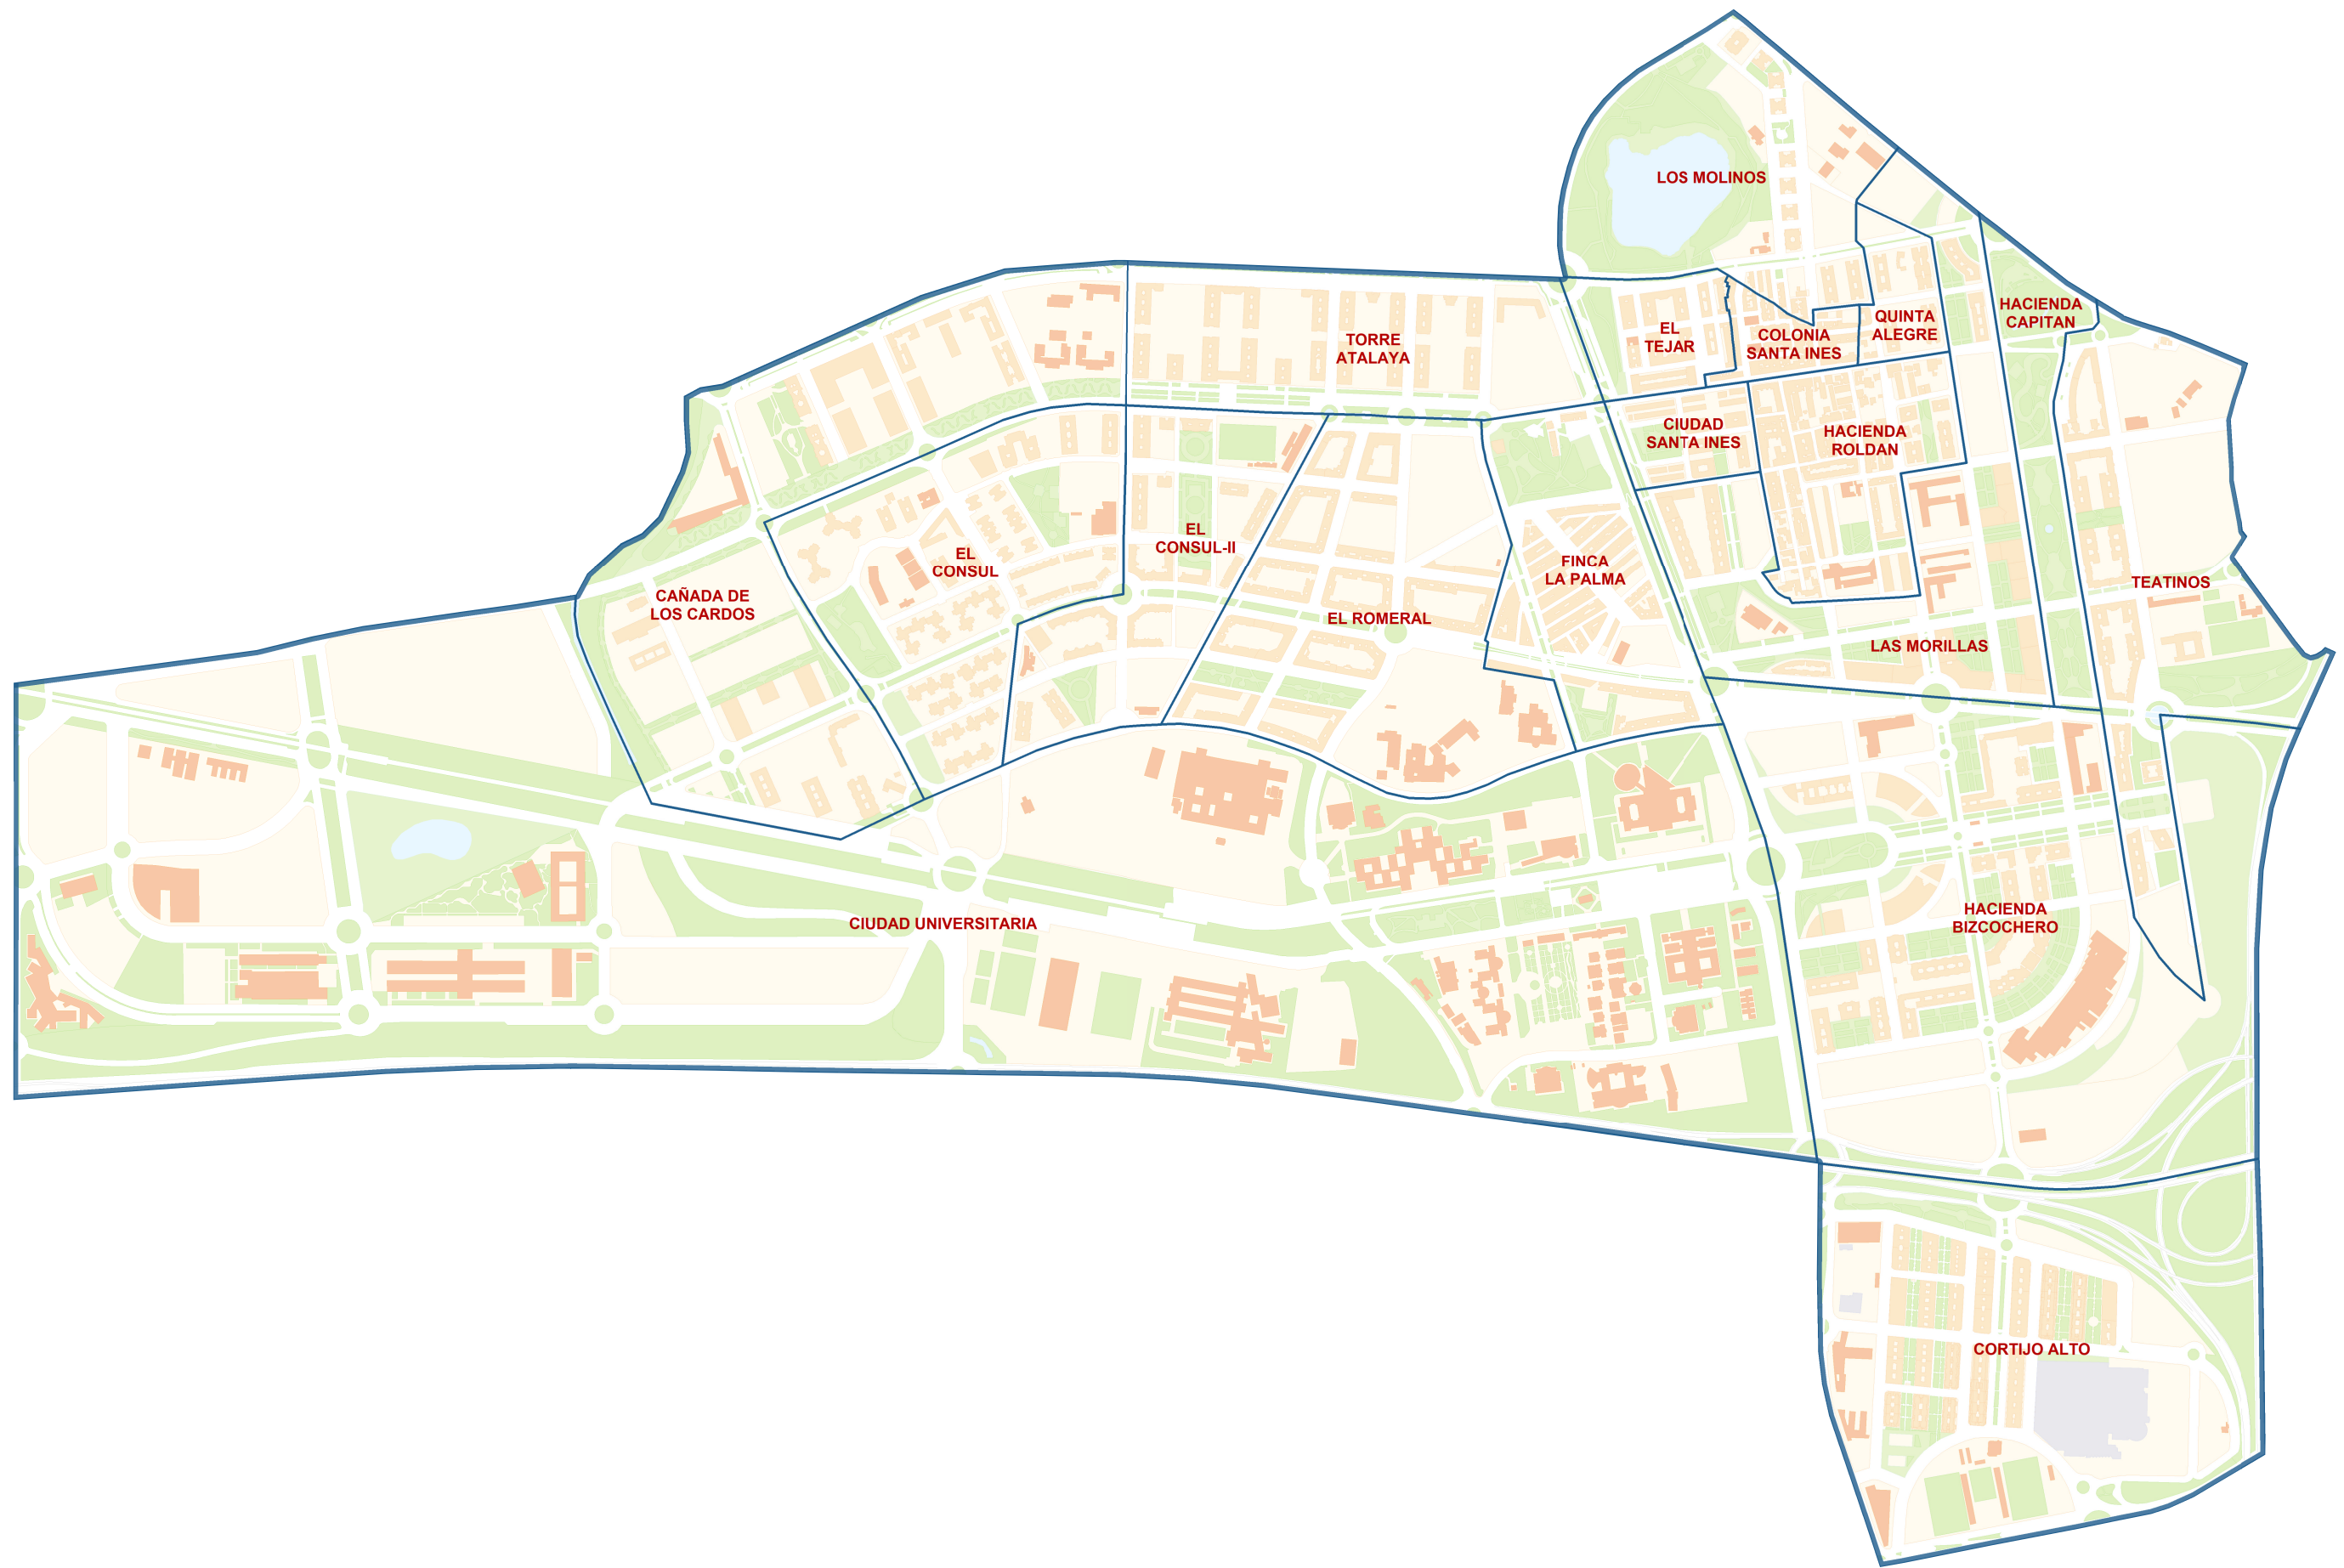 LOS MOLINOS
HACIENDA
CAPITAN
QUINTA
ALEGRE
EL
TEJAR
COLONIA
SANTA INES
TORRE
ATALAYA
CIUDAD
SANTA INES
HACIENDA
ROLDAN
EL
CONSUL-II
EL
CONSUL
FINCA
LA PALMA
TEATINOS
CAÑADA DE
LOS CARDOS
EL ROMERAL
LAS MORILLAS
HACIENDA
BIZCOCHERO
CIUDAD UNIVERSITARIA
CORTIJO ALTO